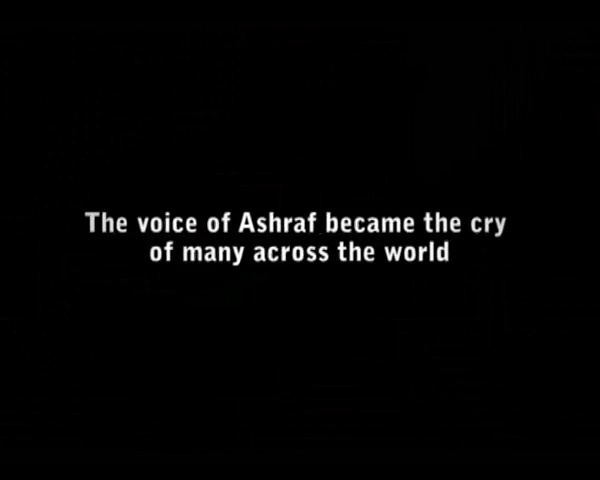 The voice of Ashraf became the cry
of many across the world